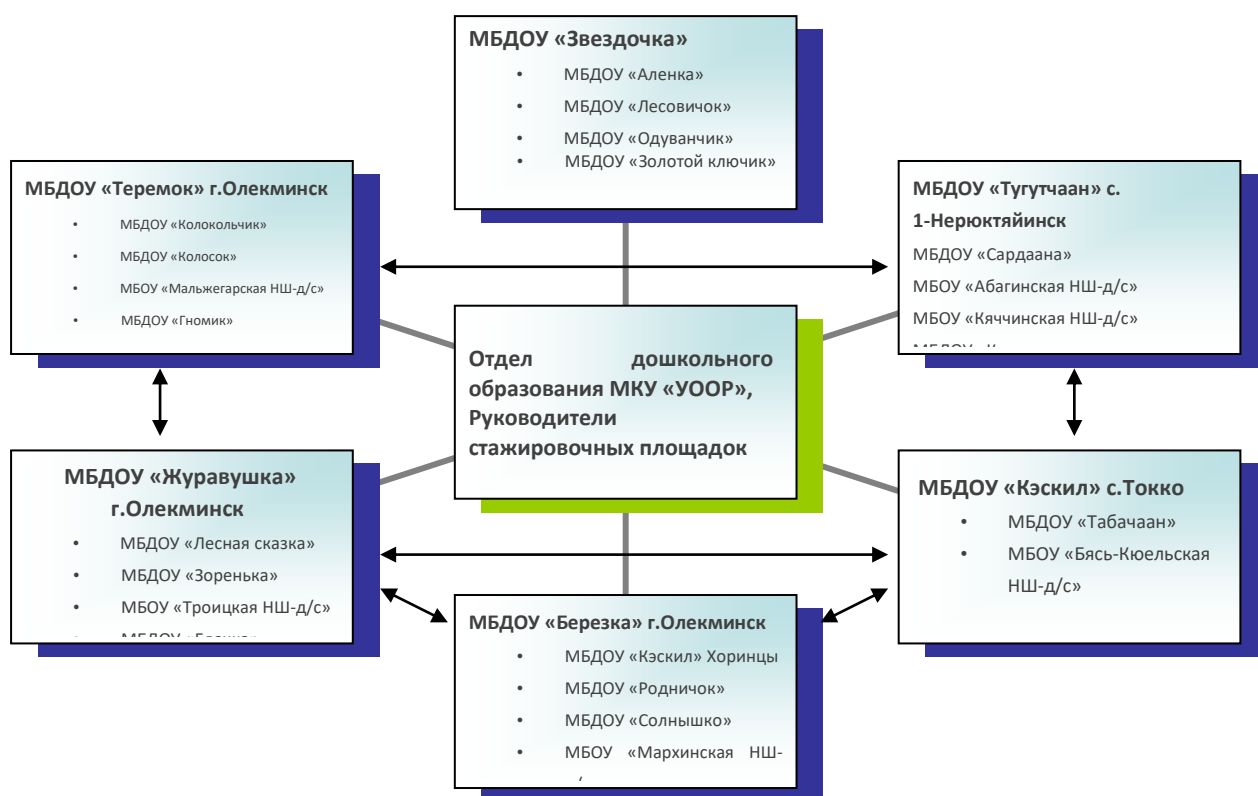 МБДОУ «Звездочка»
• МБДОУ «Аленка»
• МБДОУ «Лесовичок»
• МБДОУ «Одуванчик»
• МБДОУ «Золотой ключик»
МБДОУ «Теремок» г.Олекминск
• МБДОУ «Колокольчик»
• МБДОУ «Колосок»
• МБОУ «Мальжегарская НШ-д/с»
• МБДОУ «Гномик»
МБДОУ «Тугутчаан» с.
1-Нерюктяйинск
МБДОУ «Сардаана»
МБОУ «Абагинская НШ-д/с»
МБОУ «Кяччинская НШ-д/с»
Отдел дошкольного
образования МКУ «УООР»,
Руководители
стажировочных площадок
МБДОУ «Журавушка»
г.Олекминск
• МБДОУ «Лесная сказка»
• МБДОУ «Зоренька»
• МБОУ «Троицкая НШ-д/с»
МБДОУ «Кэскил» с.Токко
• МБДОУ «Табачаан»
• МБОУ «Бясь-Кюельская
НШ-д/с»
МБДОУ «Березка» г.Олекминск
• МБДОУ «Кэскил» Хоринцы
• МБДОУ «Родничок»
• МБДОУ «Солнышко»
• МБОУ «Мархинская НШ-